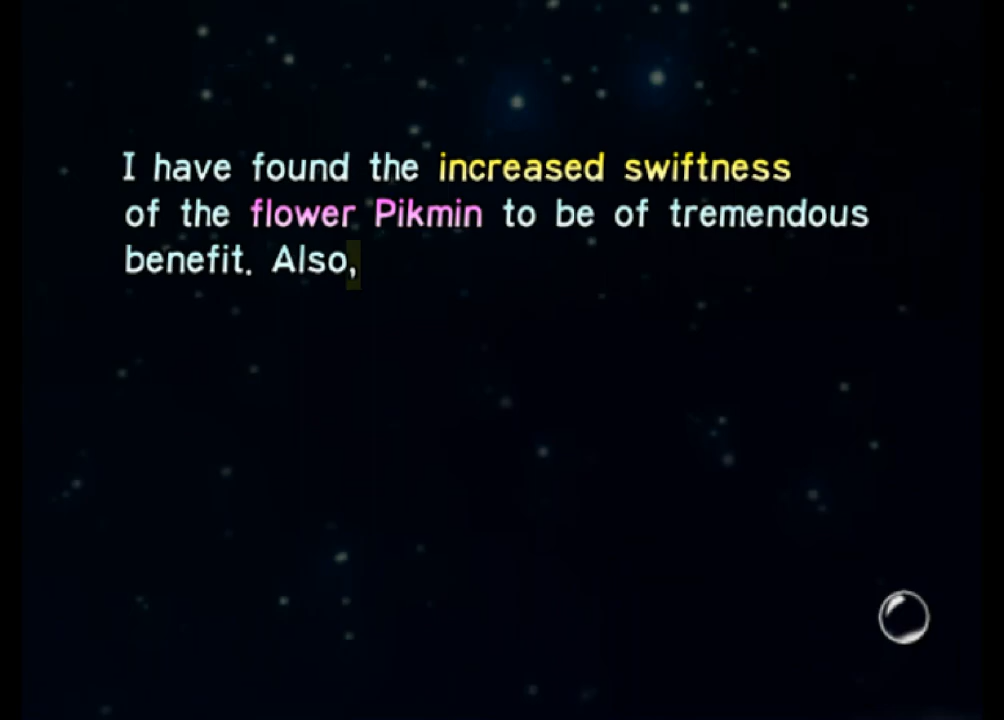 I have found the increased swiftness
of the flower Pikmin to be of tremendous
benefit. Also,